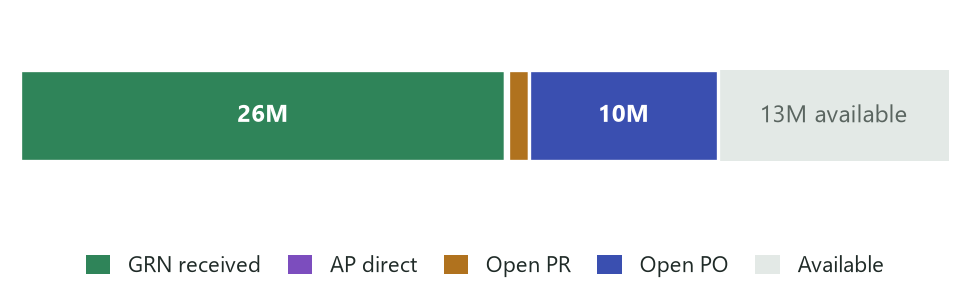 26M 10M 13M available
GRN received AP direct Open PR Open PO Available